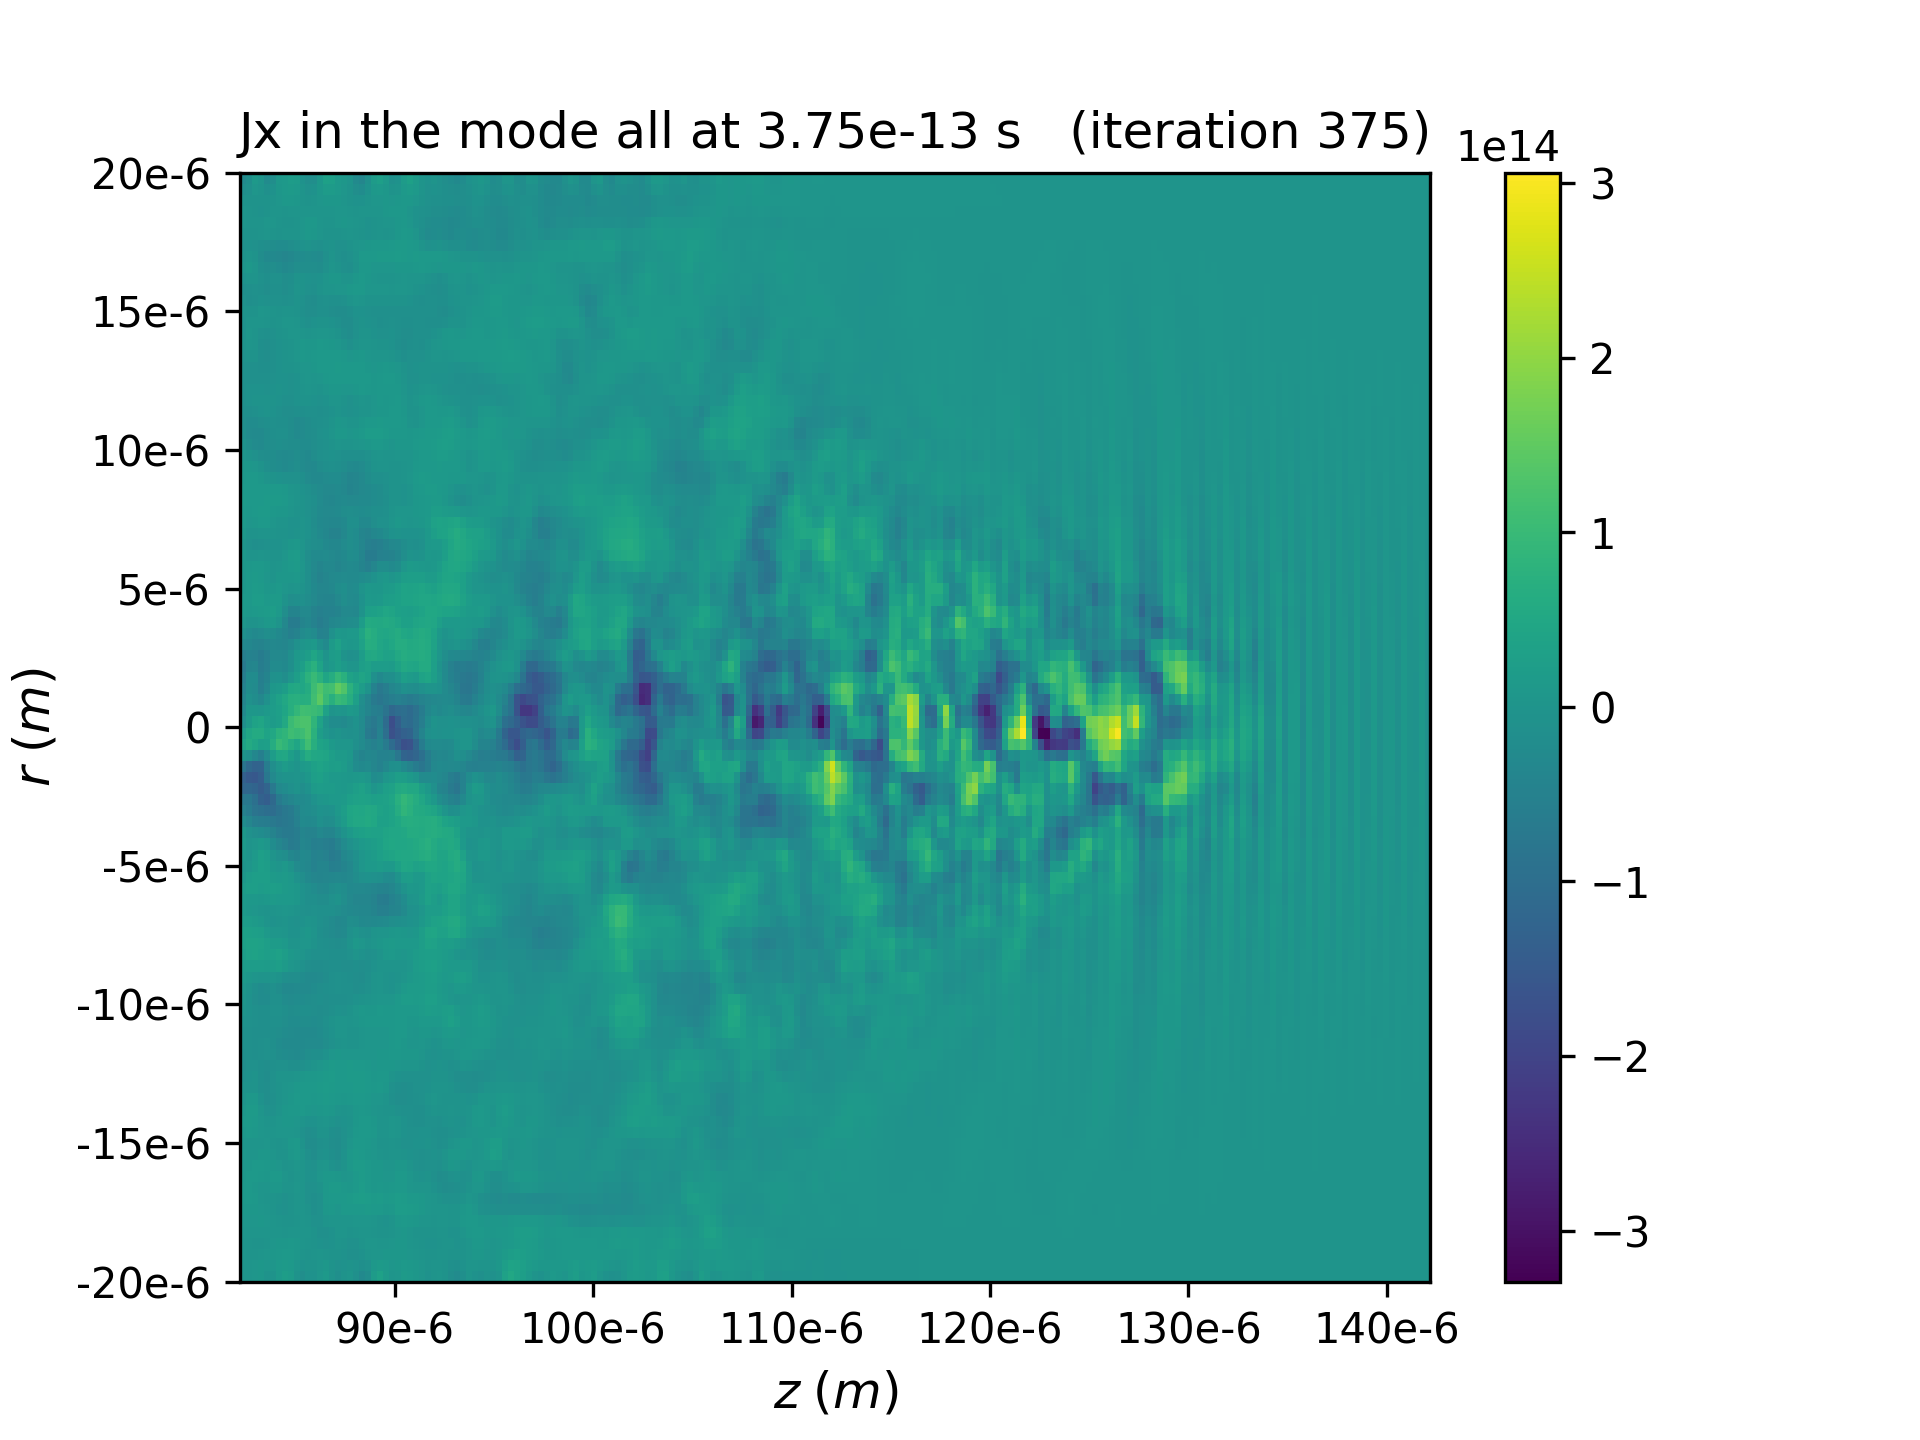 Jx in the mode all at 3.75e-13 s   (iteration 375)
1e14
20e-6
15e-6
10e-6
5e-6
0
-5e-6
-10e-6
-15e-6
-20e-6
r (m)
90e-6 100e-6 110e-6 120e-6 130e-6 140e-6
z (m)
3
2
1
0
−1
−2
−3